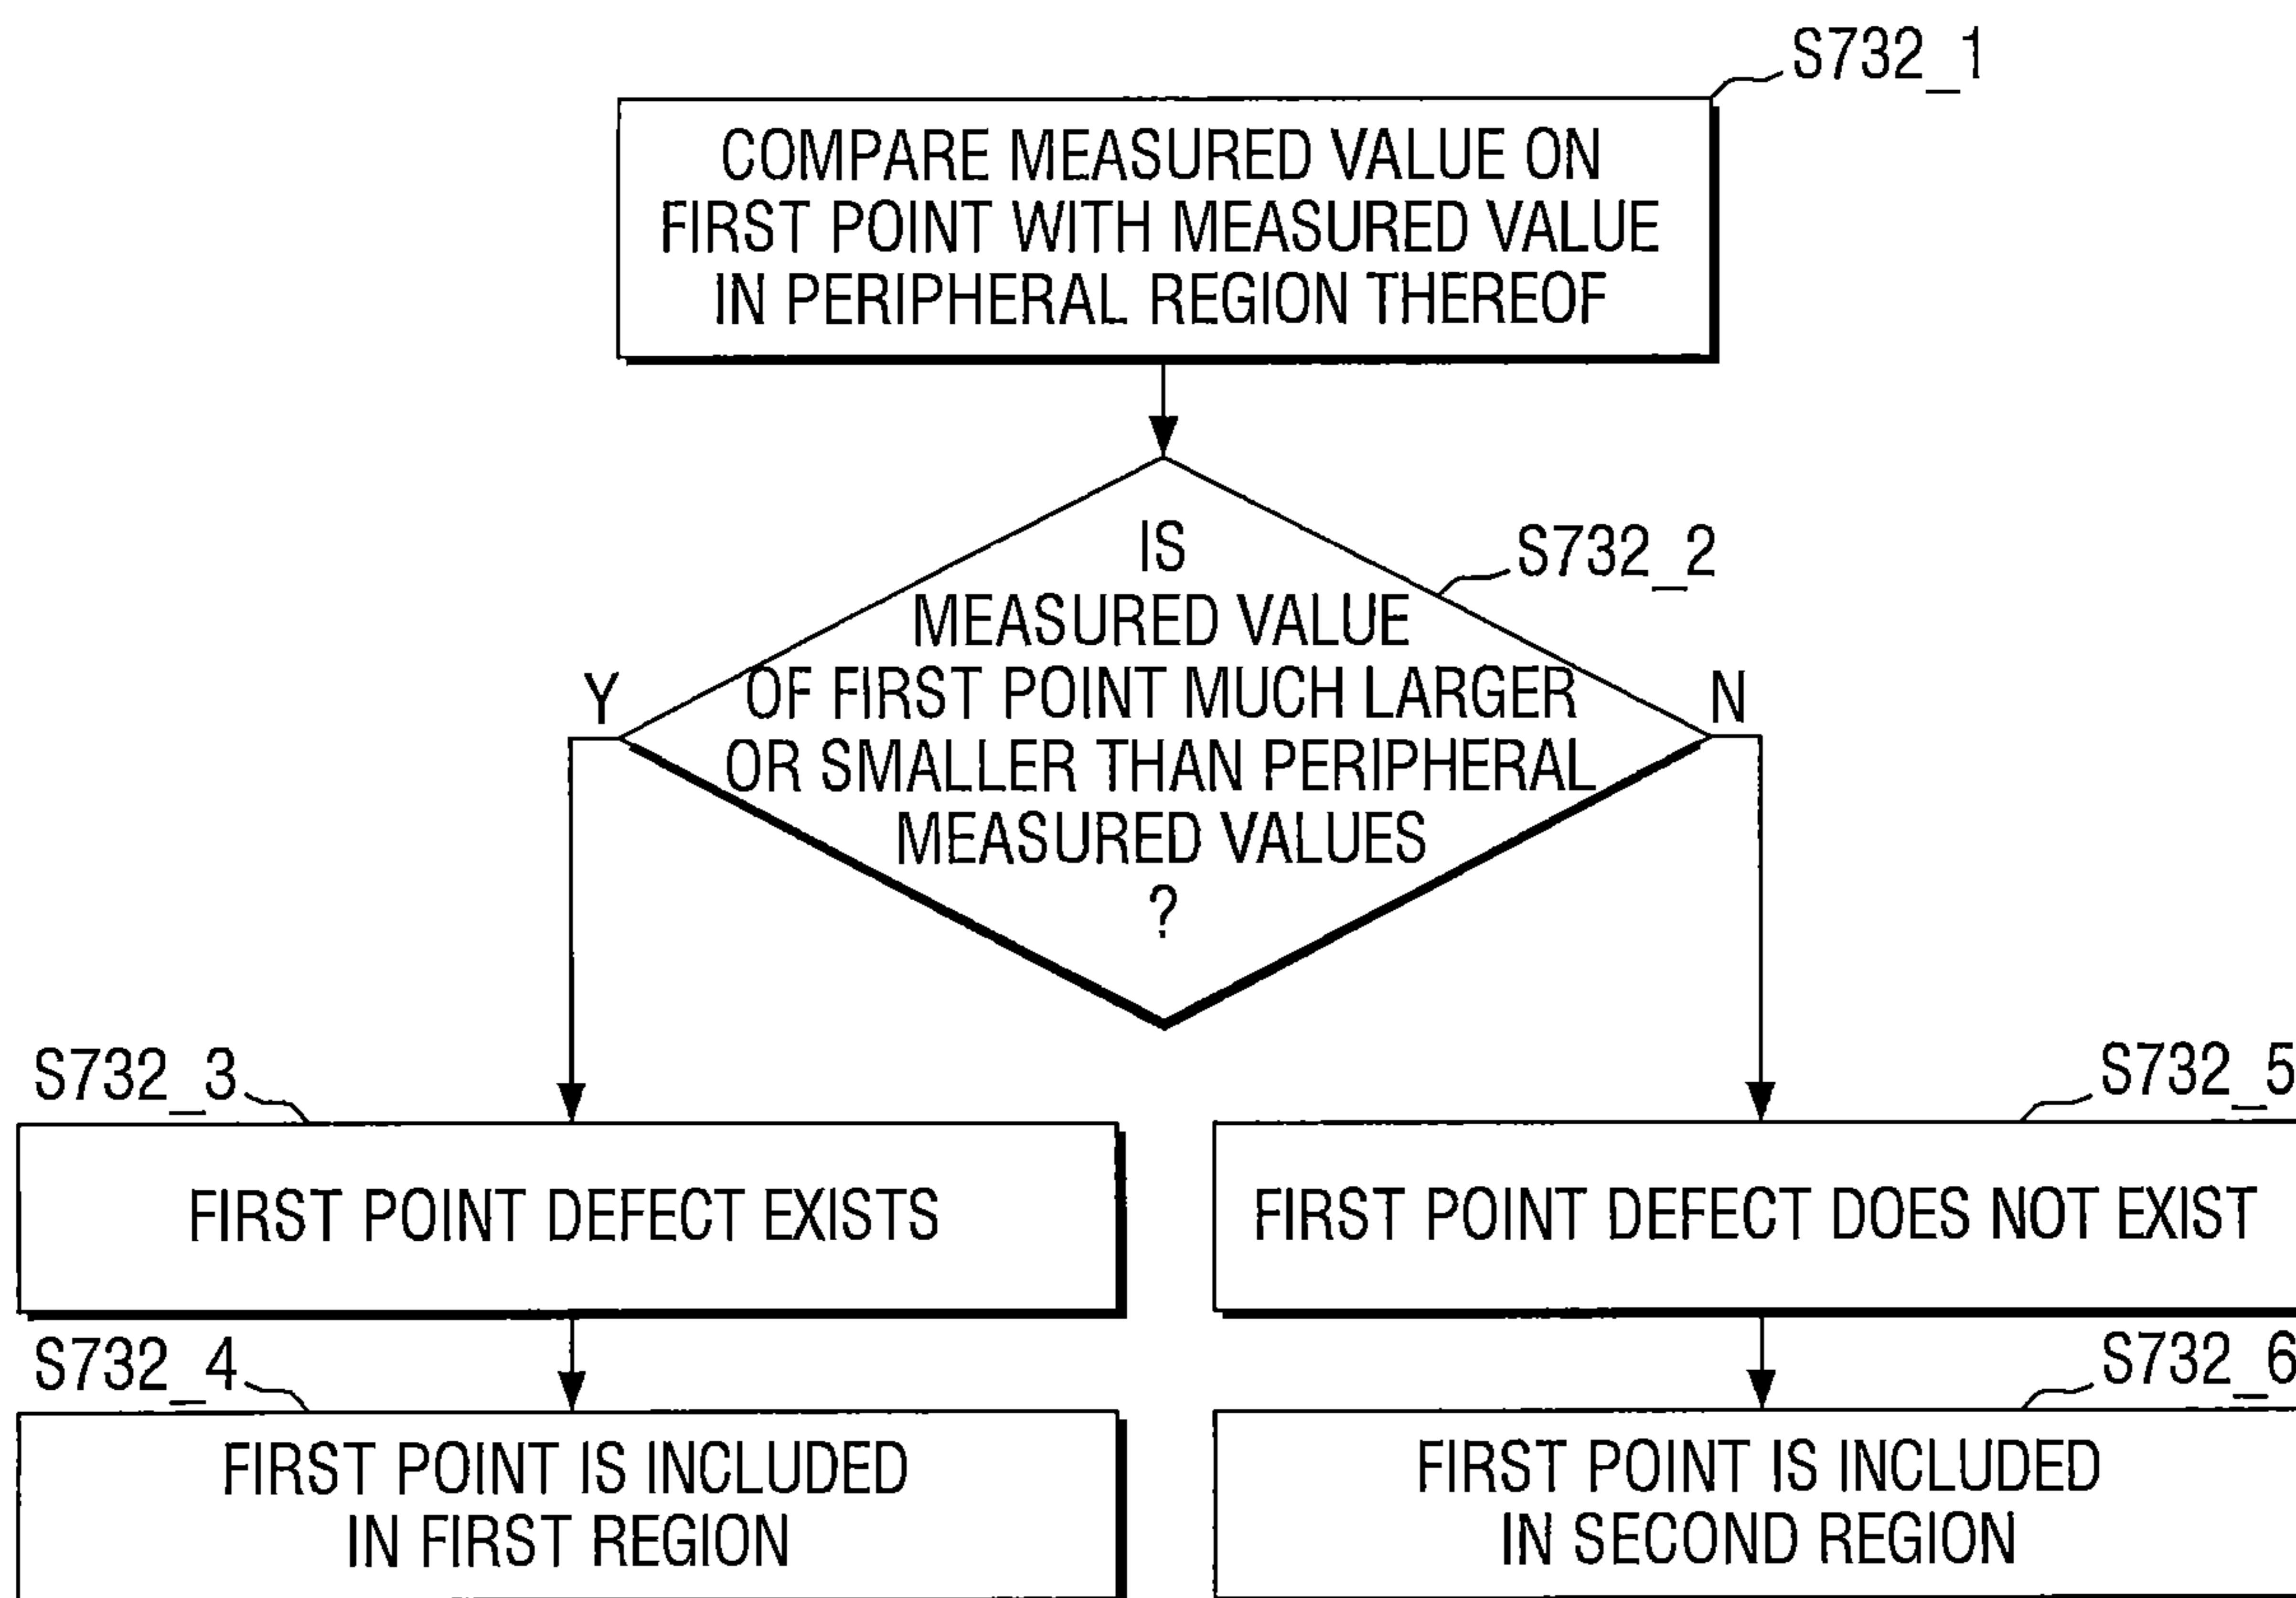 S732_1
COMPARE MEASURED VALUE ON
FIRST POINT WITH MEASURED VALUE
IN PERIPHERAL REGION THEREOF
S732_2
IS
MEASURED VALUE
OF FIRST POINT MUCH LARGER
OR SMALLER THAN PERIPHERAL
MEASURED VALUES
?
Y
N
S732_3
FIRST POINT DEFECT EXISTS
S732_5
FIRST POINT DEFECT DOES NOT EXIST
S732_4
FIRST POINT IS INCLUDED
IN FIRST REGION
S732_6
FIRST POINT IS INCLUDED
IN SECOND REGION